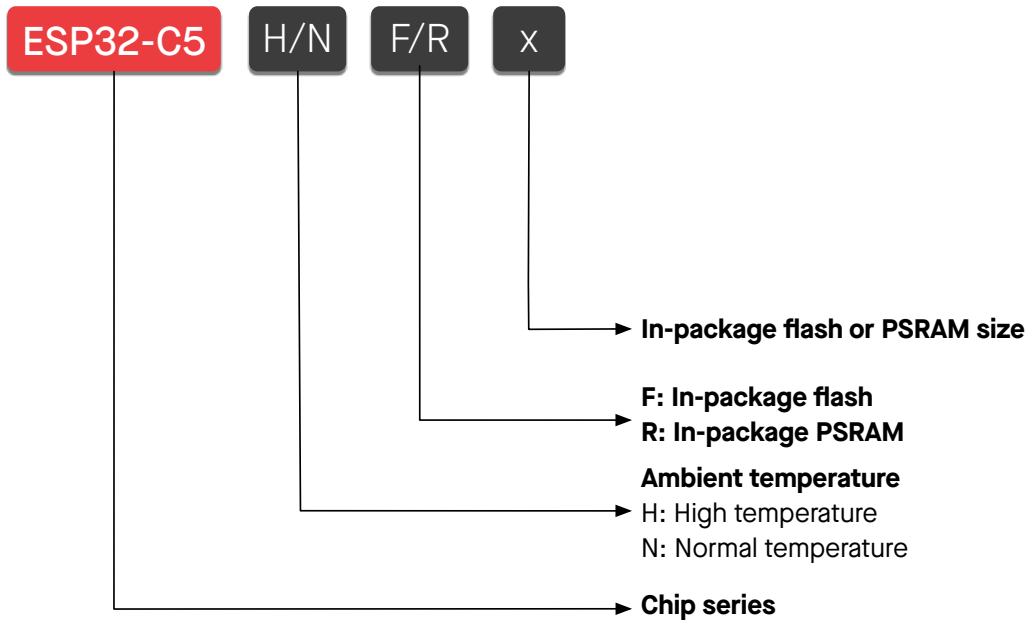 ESP32-C5 H/N F/R x
In-package flash or PSRAM size
F: In-package flash
R: In-package PSRAM
Ambient temperature
H: High temperature
N: Normal temperature
Chip series